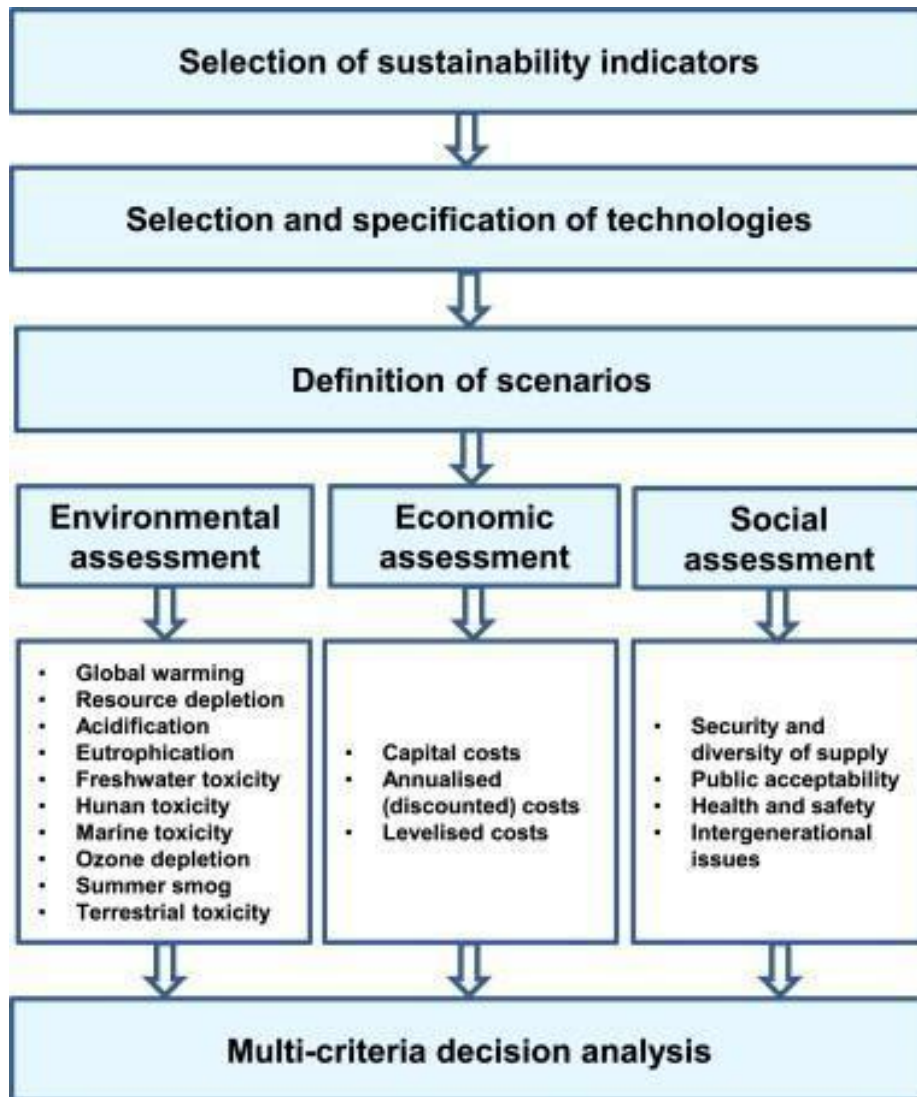 Selection of sustainability indicators
Selection and specification of technologies
Definition of scenarios
Environmental
assessment
Economic
assessment
Social
assessment
• Global warming
• Resource depletion
• Acidification
• Eutrophication
• Freshwater toxicity
• Hunan toxicity
• Marine toxicity
• Ozone depletion
• Summer smog
• Terrestrial toxicity
• Capital costs
• Annualised
(discounted) costs
• Levelised costs
• Security and
diversity of supply
• Public acceptability
• Health and safety
• Intergenerational
issues
Multi-criteria decision analysis